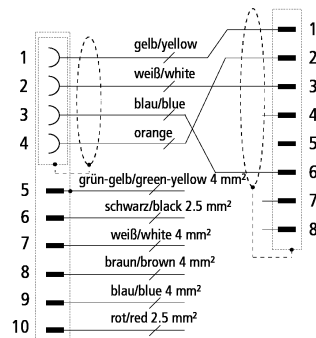 1 gelb/yellow 1
2 weiß/white 2
3 blau/blue 3
4 orange 4
5
6
7
8
5 grün-gelb/green-yellow 4 mm²
6 schwarz/black 2.5 mm²
7 weiß/white 4 mm²
8 braun/brown 4 mm²
9 blau/blue 4 mm²
10 rot/red 2.5 mm²